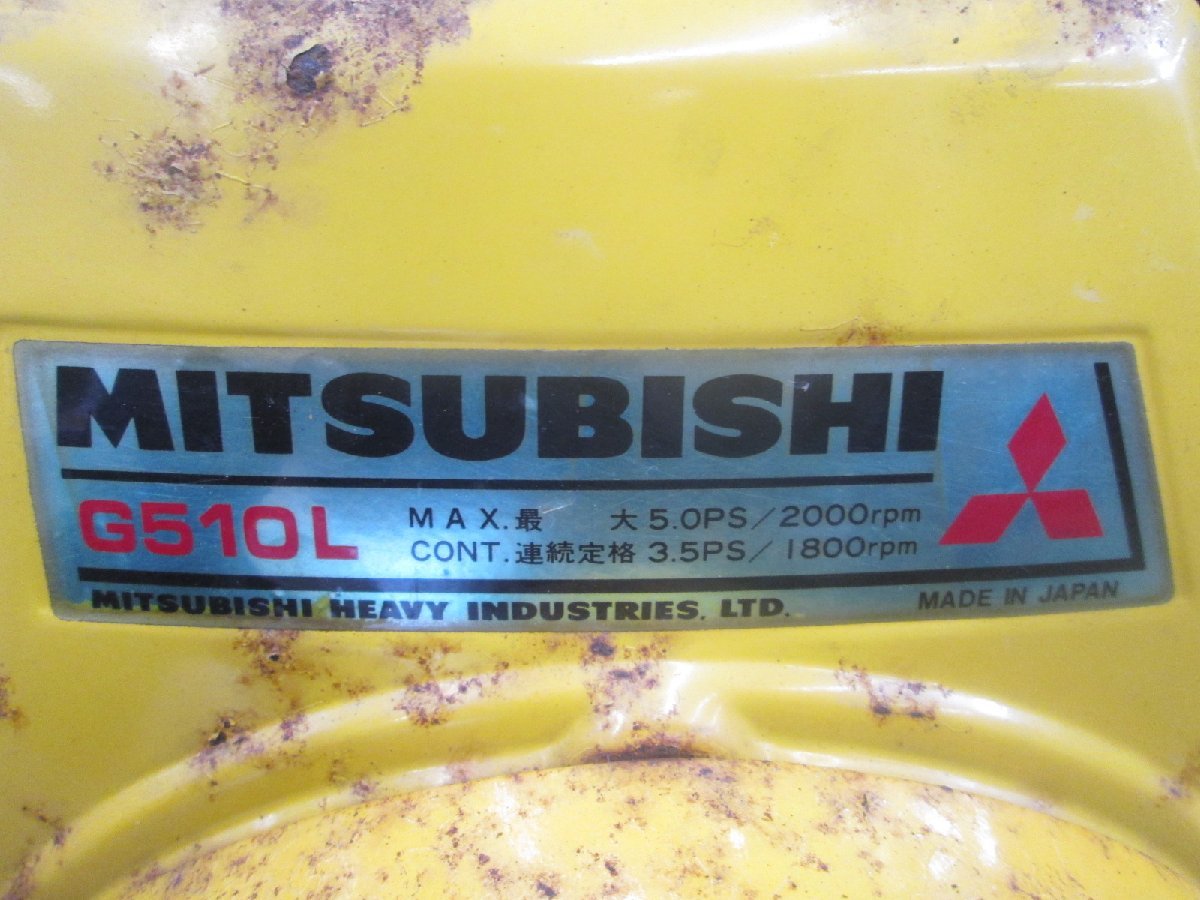 MITSUBISHI
G510L
MAX.最 大 5.0PS/2000rpm
CONT.連続定格 3.5PS/1800rpm
MITSUBISHI HEAVY INDUSTRIES, LTD.
MADE IN JAPAN